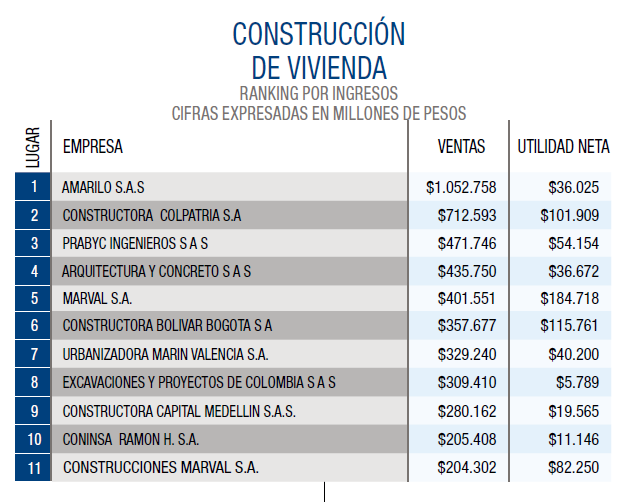 CONSTRUCCIÓN
DE VIVIENDA
RANKING POR INGRESOS
CIFRAS EXPRESADAS EN MILLONES DE PESOS
LUGAR EMPRESA VENTAS UTILIDAD NETA
1 AMARILO S.A.S $1.052.758 $36.025
2 CONSTRUCTORA COLPATRIA S.A $712.593 $101.909
3 PRABYC INGENIEROS S A S $471.746 $54.154
4 ARQUITECTURA Y CONCRETO S A S $435.750 $36.672
5 MARVAL S.A. $401.551 $184.718
6 CONSTRUCTORA BOLIVAR BOGOTA S A $357.677 $115.761
7 URBANIZADORA MARIN VALENCIA S.A. $329.240 $40.200
8 EXCAVACIONES Y PROYECTOS DE COLOMBIA S A S $309.410 $5.789
9 CONSTRUCTORA CAPITAL MEDELLIN S.A.S. $280.162 $19.565
10 CONINSA RAMON H. S.A. $205.408 $11.146
11 CONSTRUCCIONES MARVAL S.A. $204.302 $82.250